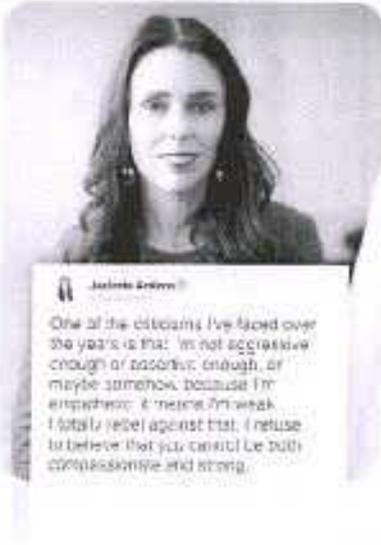 Jacinda Ardern
One of the criticisms I've faced over
the years is that I'm not aggressive
enough or assertive enough, or
maybe somehow, because I'm
empathetic, it means I'm weak.
I totally rebel against that. I refuse
to believe that you cannot be both
compassionate and strong.